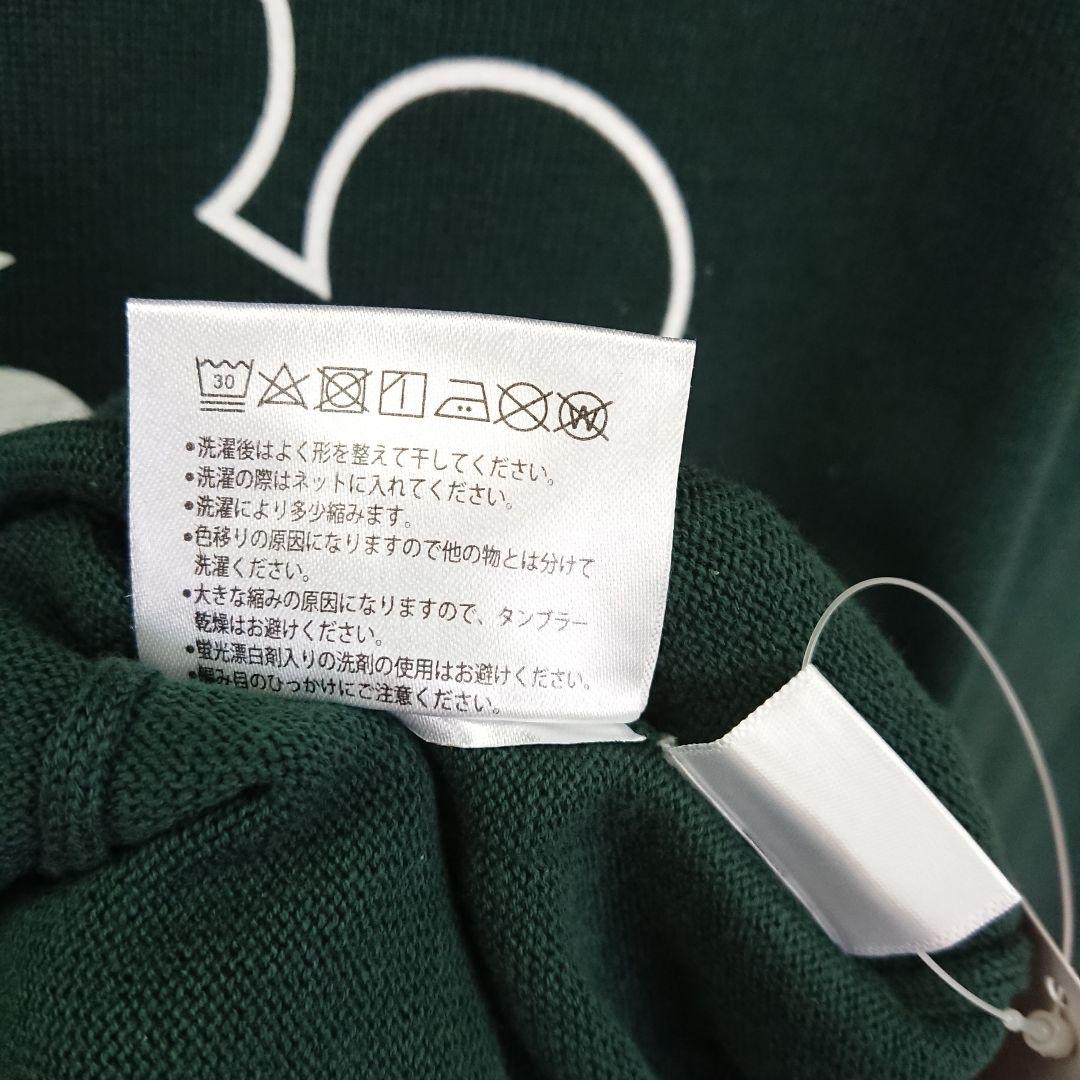 30
W
•洗濯後はよく形を整えて干してください。
•洗濯の際はネットに入れてください。
•洗濯により多少縮みます。
•色移りの原因になりますので他の物とは分けて
洗濯ください。
•大きな縮みの原因になりますので、タンブラー
乾燥はお避けください。
•蛍光漂白剤入りの洗剤の使用はお避けください。
•編み目のひっかけにご注意ください。